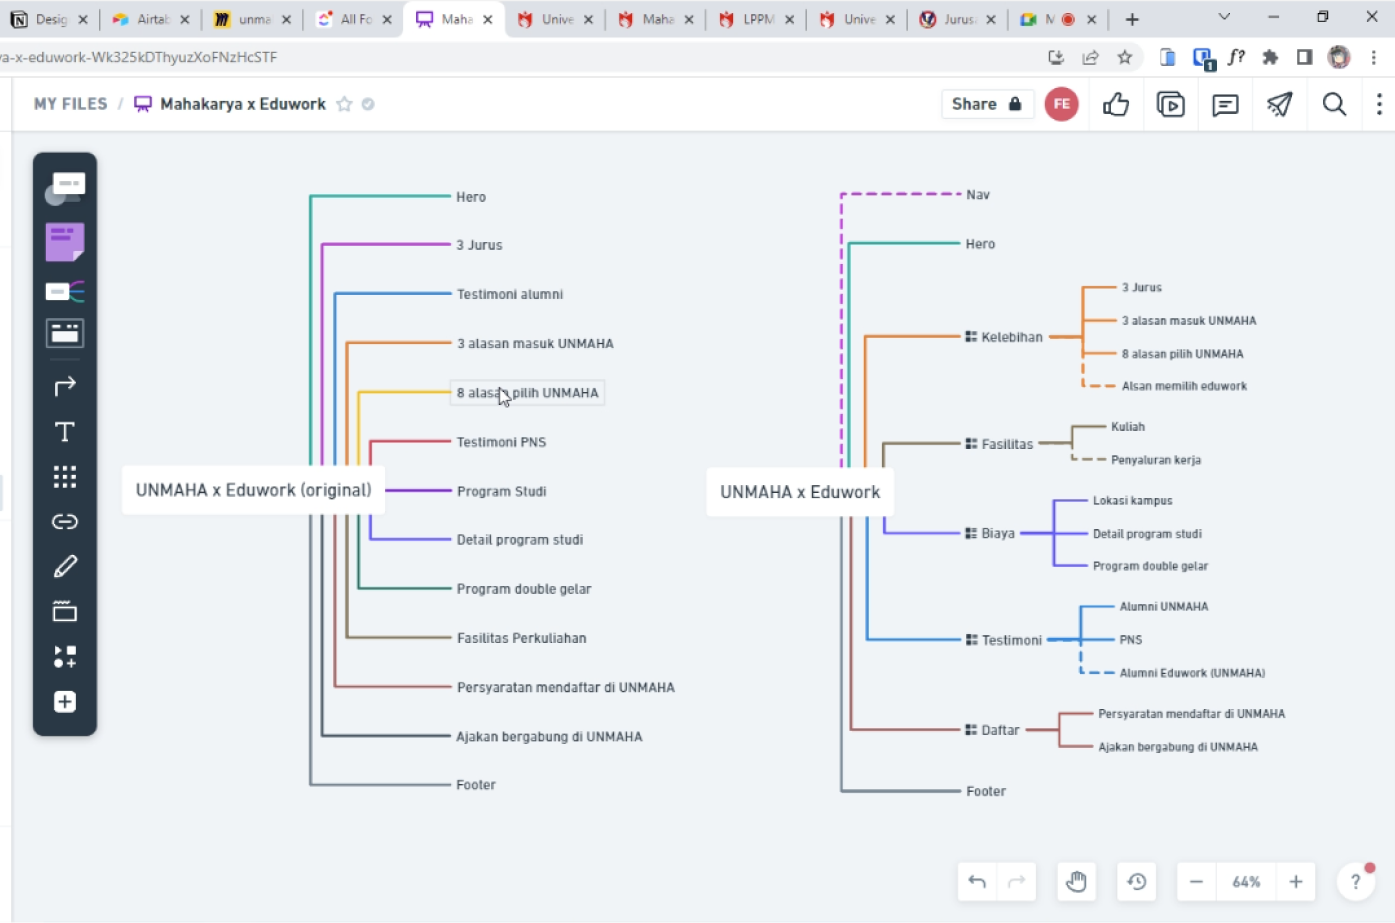 Desig
Airtab
unma
All Fo
Maha
Unive
Maha
LPPM
Unive
Jurus
M
a-x-eduwork-Wk325kDThyuzXoFNzHcSTF
1
f?
MY FILES / Mahakarya x Eduwork
Share
FE
UNMAHA x Eduwork (original)
Hero
3 Jurus
Testimoni alumni
3 alasan masuk UNMAHA
8 alasan pilih UNMAHA
Testimoni PNS
Program Studi
Detail program studi
Program double gelar
Fasilitas Perkuliahan
Persyaratan mendaftar di UNMAHA
Ajakan bergabung di UNMAHA
Footer
UNMAHA x Eduwork
Nav
Hero
Kelebihan
3 Jurus
3 alasan masuk UNMAHA
8 alasan pilih UNMAHA
Alsan memilih eduwork
Fasilitas
Kuliah
Penyaluran kerja
Biaya
Lokasi kampus
Detail program studi
Program double gelar
Testimoni
Alumni UNMAHA
PNS
Alumni Eduwork (UNMAHA)
Daftar
Persyaratan mendaftar di UNMAHA
Ajakan bergabung di UNMAHA
Footer
64%
?